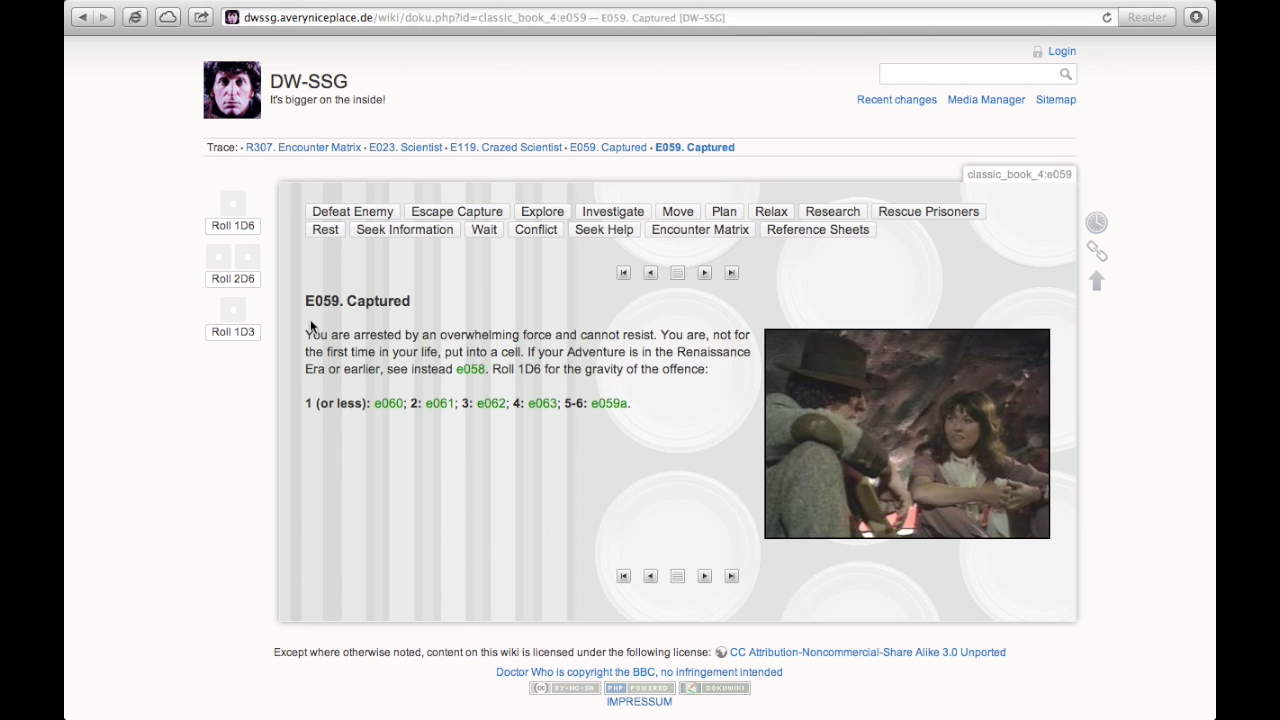 dwssg.averyniceplace.de/wiki/doku.php?id=classic_book_4:e059 — E059. Captured [DW-SSG]
Reader
Login
DW-SSG
It's bigger on the inside!
Recent changes Media Manager Sitemap
Trace: • R307. Encounter Matrix • E023. Scientist • E119. Crazed Scientist • E059. Captured • E059. Captured
classic_book_4:e059
Roll 1D6
Roll 2D6
Roll 1D3
Defeat Enemy Escape Capture Explore Investigate Move Plan Relax Research Rescue Prisoners
Rest Seek Information Wait Conflict Seek Help Encounter Matrix Reference Sheets
E059. Captured
You are arrested by an overwhelming force and cannot resist. You are, not for
the first time in your life, put into a cell. If your Adventure is in the Renaissance
Era or earlier, see instead e058. Roll 1D6 for the gravity of the offence:
1 (or less): e060; 2: e061; 3: e062; 4: e063; 5-6: e059a.
Except where otherwise noted, content on this wiki is licensed under the following license: CC Attribution-Noncommercial-Share Alike 3.0 Unported
Doctor Who is copyright the BBC, no infringement intended
(cc) BY-NC-SA PHP POWERED DOKUWIKI
IMPRESSUM